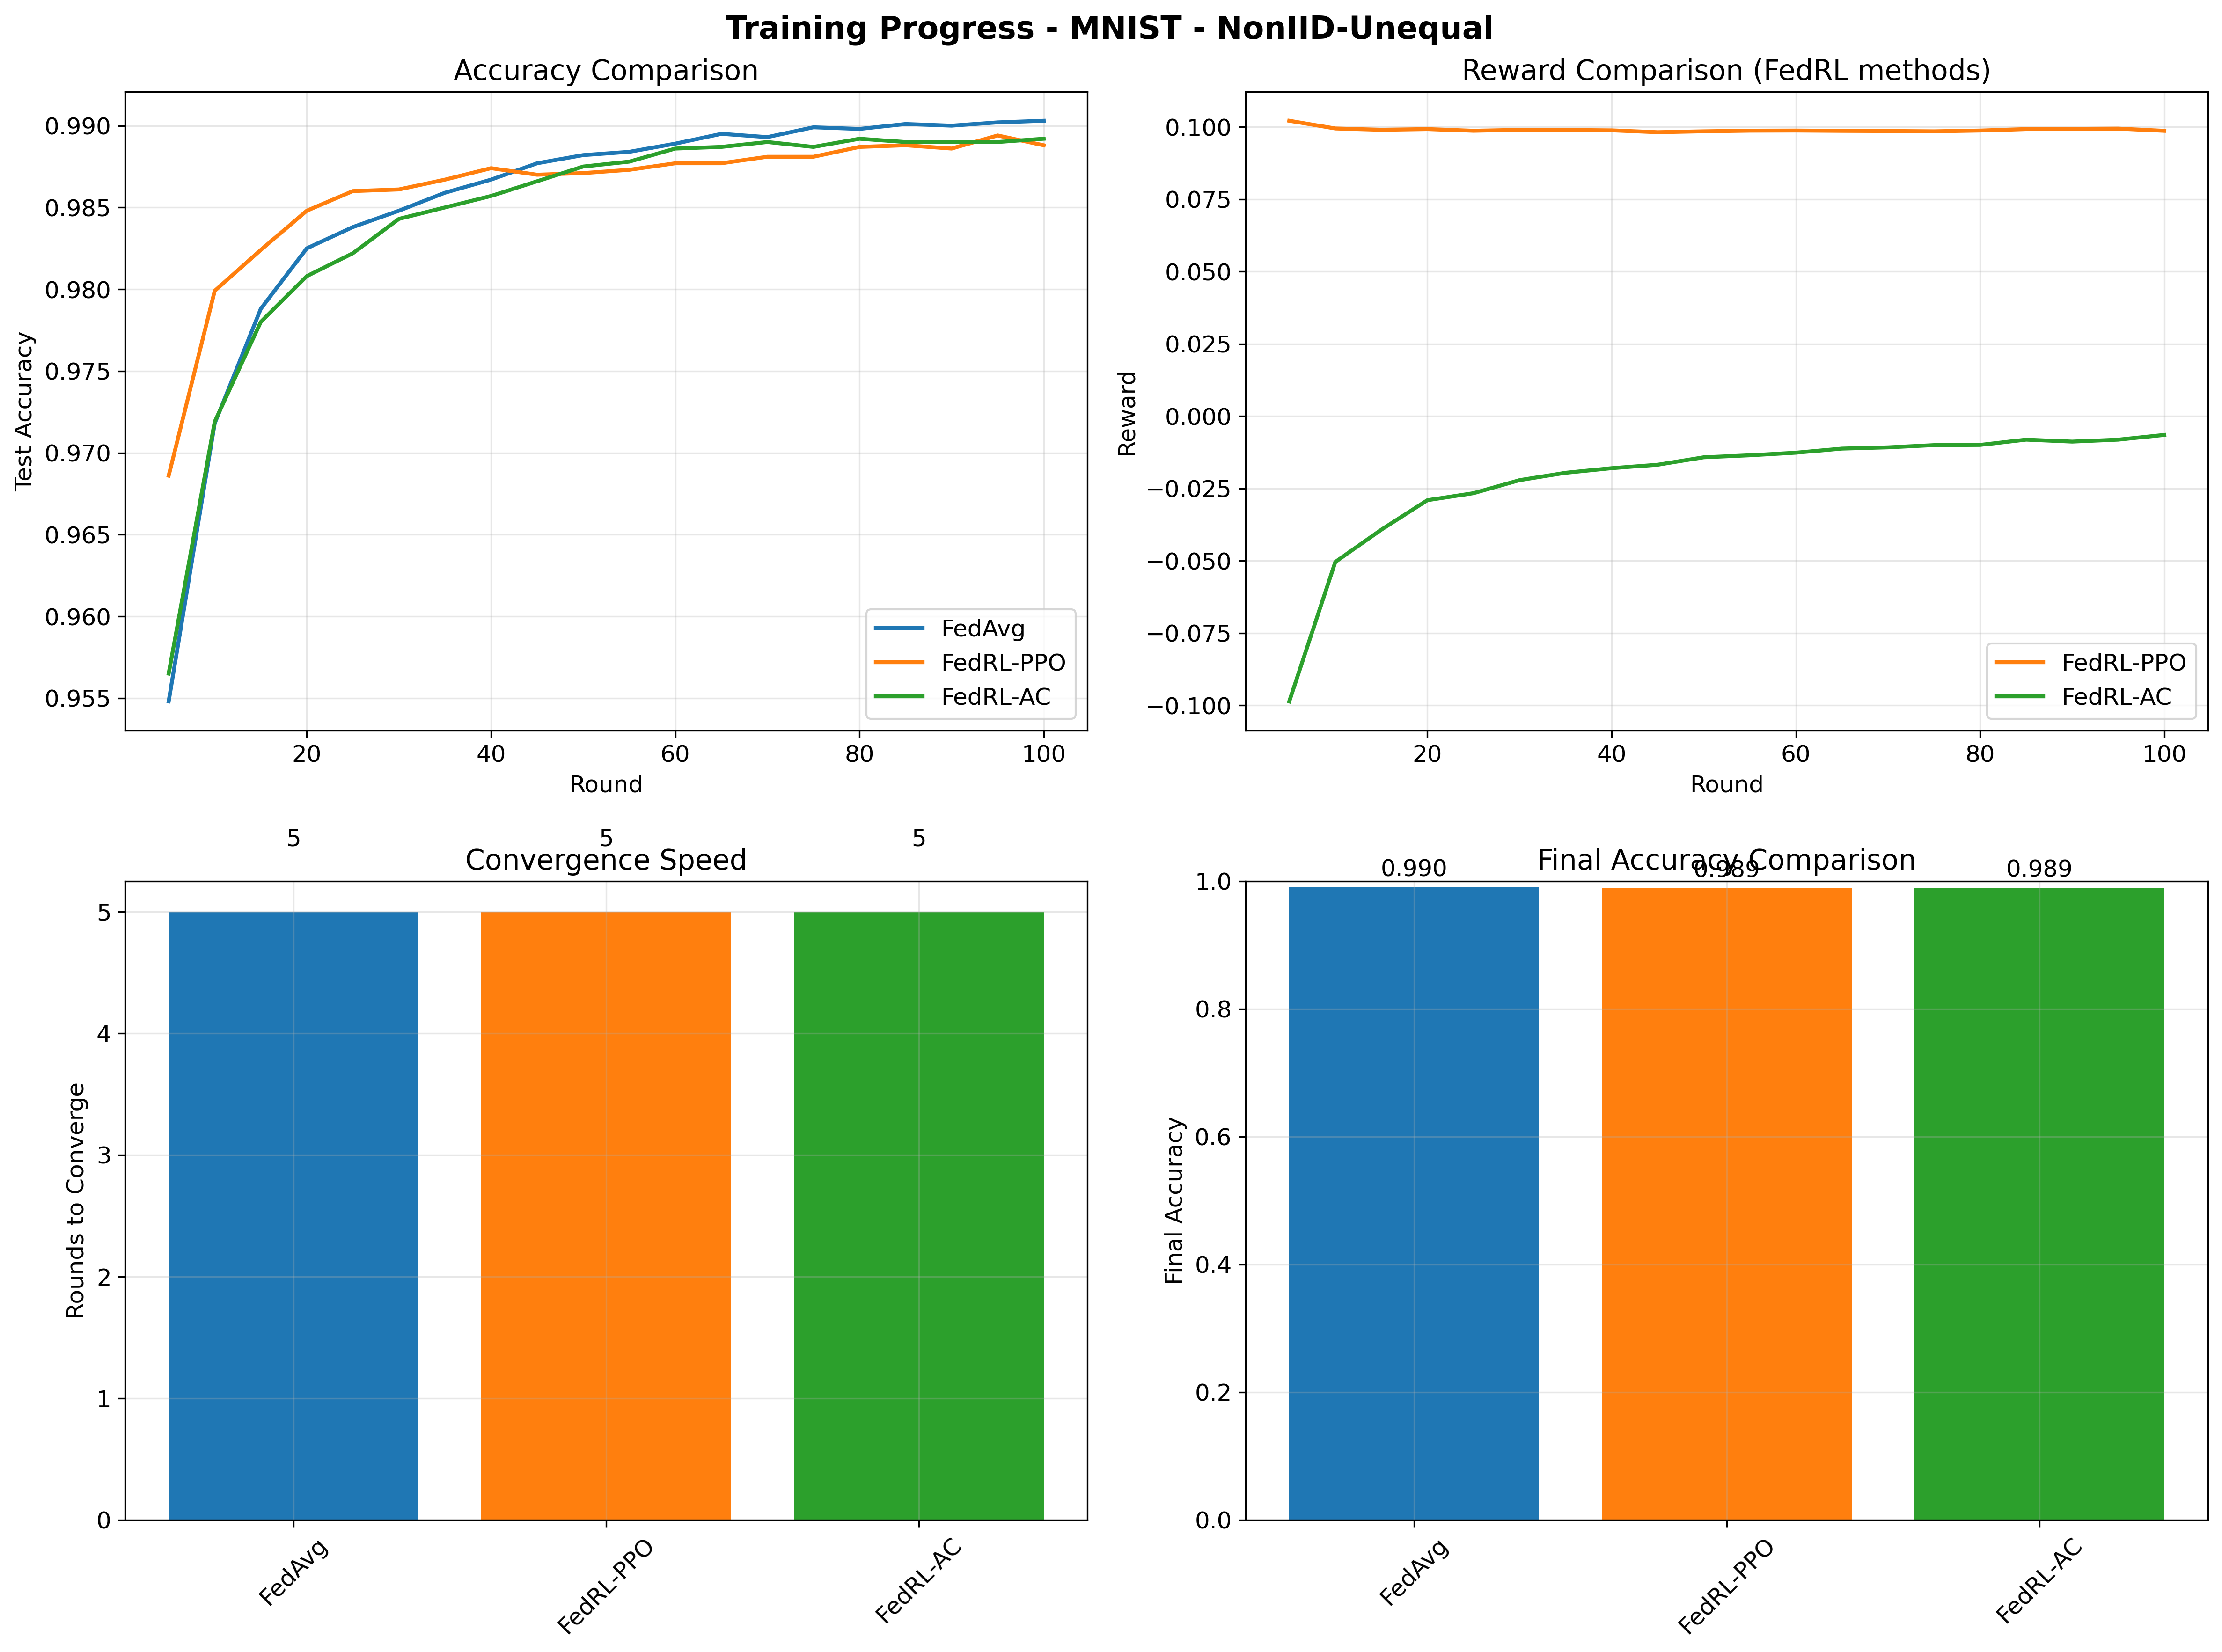 Training Progress - MNIST - NonIID-Unequal
Accuracy Comparison
0.990
0.985
0.980
0.975
0.970
0.965
0.960
0.955
Test Accuracy
20 40 60 80 100
Round
FedAvg
FedRL-PPO
FedRL-AC
Reward Comparison (FedRL methods)
0.100
0.075
0.050
0.025
0.000
−0.025
−0.050
−0.075
−0.100
Reward
20 40 60 80 100
Round
FedRL-PPO
FedRL-AC
5 5 5
Convergence Speed
5
4
3
2
1
0
Rounds to Converge
FedAvg
FedRL-PPO
FedRL-AC
Final Accuracy Comparison
0.990 0.989 0.989
1.0
0.8
0.6
0.4
0.2
0.0
Final Accuracy
FedAvg
FedRL-PPO
FedRL-AC